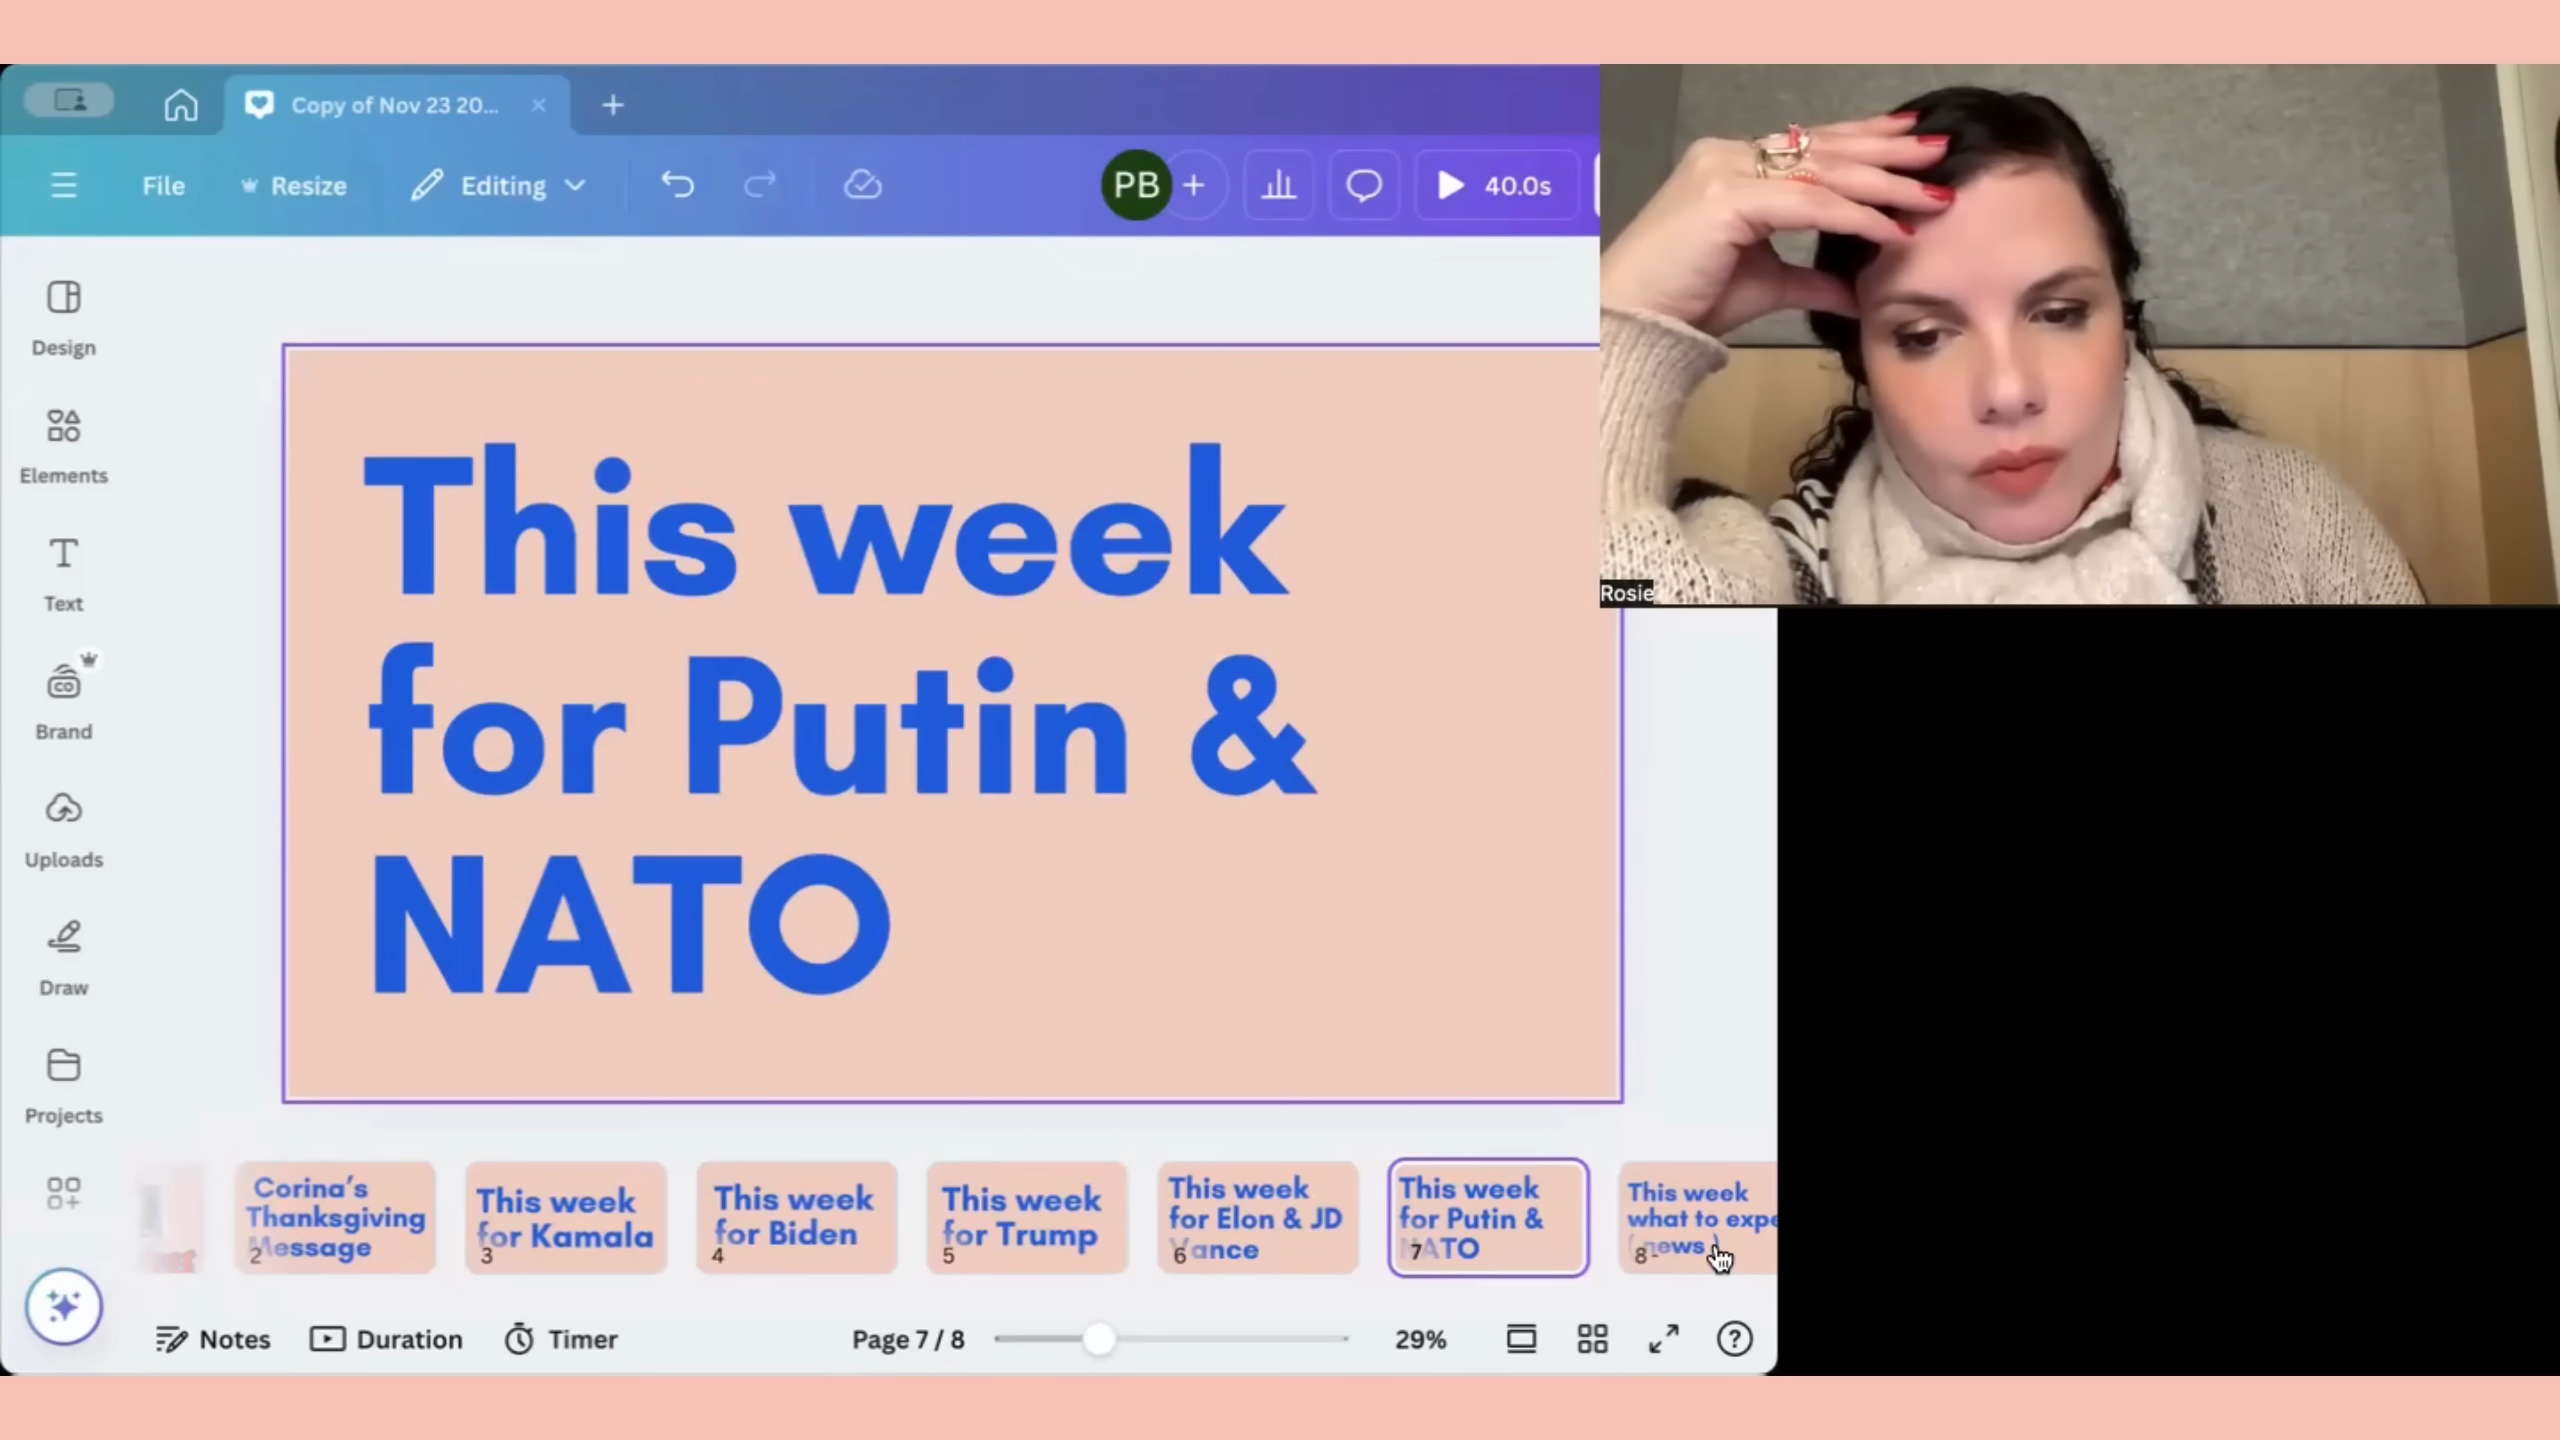 Copy of Nov 23 20...
File
Resize
Editing
PB
40.0s
Design
Elements
Text
Brand
Uploads
Draw
Projects
This week
for Putin &
NATO
Rosie
Corina's
Thanksgiving
Message
2
This week
for Kamala
3
This week
for Biden
4
This week
for Trump
5
This week
for Elon & JD
Vance
6
This week
for Putin &
NATO
7
This week
what to expe
( news )
8
Notes
Duration
Timer
Page 7 / 8
29%